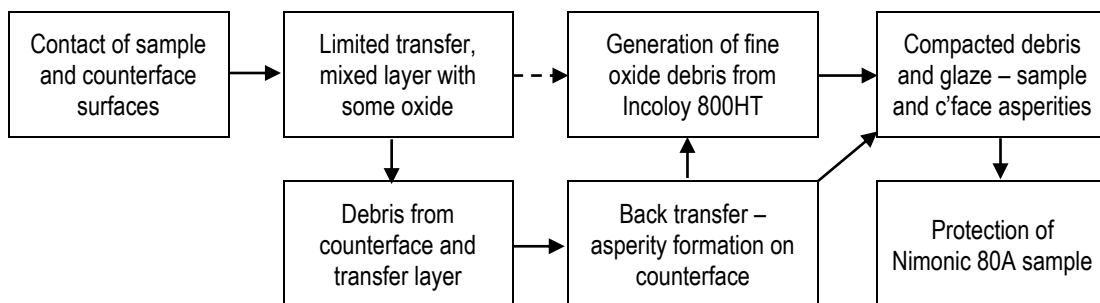 Contact of sample
and counterface
surfaces
Limited transfer,
mixed layer with
some oxide
Generation of fine
oxide debris from
Incoloy 800HT
Compacted debris
and glaze – sample
and c'face asperities
Debris from
counterface and
transfer layer
Back transfer –
asperity formation on
counterface
Protection of
Nimonic 80A sample